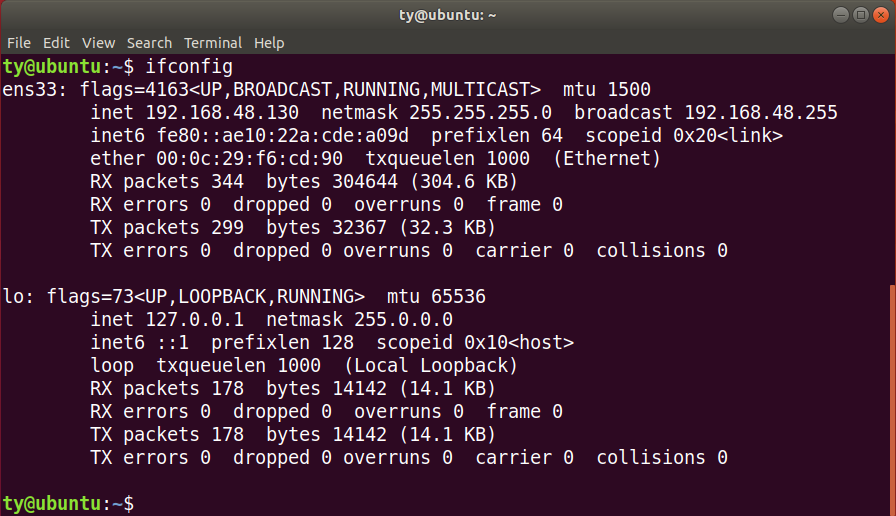 ty@ubuntu: ~
File Edit View Search Terminal Help
ty@ubuntu:~$ ifconfig
ens33: flags=4163<UP,BROADCAST,RUNNING,MULTICAST>  mtu 1500
        inet 192.168.48.130  netmask 255.255.255.0  broadcast 192.168.48.255
        inet6 fe80::ae10:22a:cde:a09d  prefixlen 64  scopeid 0x20<link>
        ether 00:0c:29:f6:cd:90  txqueuelen 1000  (Ethernet)
        RX packets 344  bytes 304644 (304.6 KB)
        RX errors 0  dropped 0  overruns 0  frame 0
        TX packets 299  bytes 32367 (32.3 KB)
        TX errors 0  dropped 0 overruns 0  carrier 0  collisions 0

lo: flags=73<UP,LOOPBACK,RUNNING>  mtu 65536
        inet 127.0.0.1  netmask 255.0.0.0
        inet6 ::1  prefixlen 128  scopeid 0x10<host>
        loop  txqueuelen 1000  (Local Loopback)
        RX packets 178  bytes 14142 (14.1 KB)
        RX errors 0  dropped 0  overruns 0  frame 0
        TX packets 178  bytes 14142 (14.1 KB)
        TX errors 0  dropped 0 overruns 0  carrier 0  collisions 0

ty@ubuntu:~$